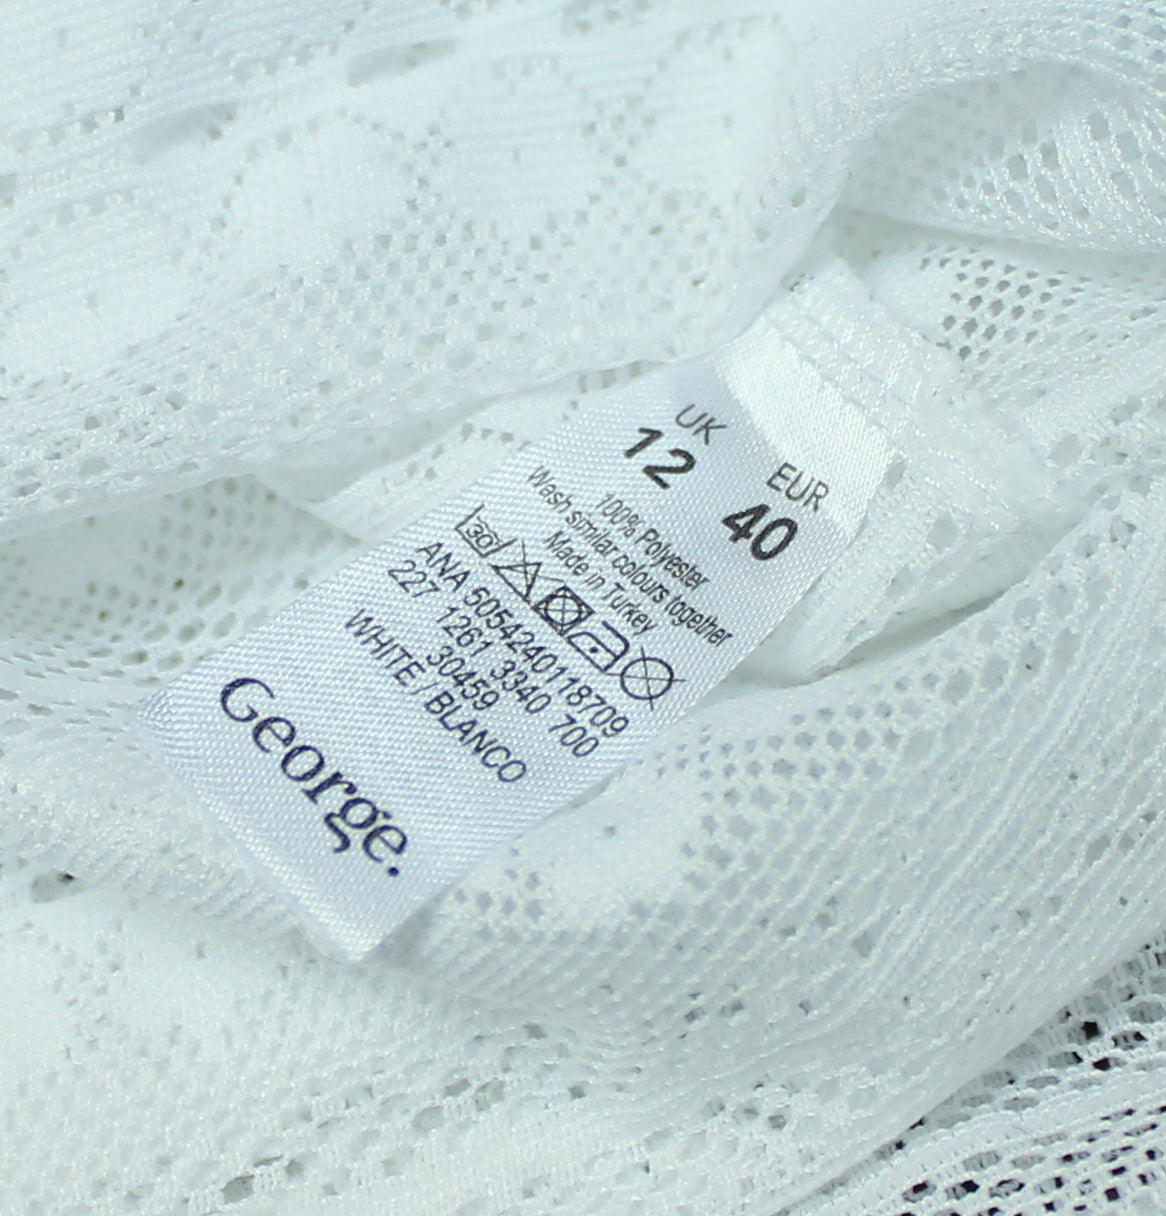 UK EUR
12 40
100% Polyester
Wash similar colours together
Made in Turkey
30
ANA 5054240118709
227 1261 3340 700
30459
WHITE / BLANCO
George.